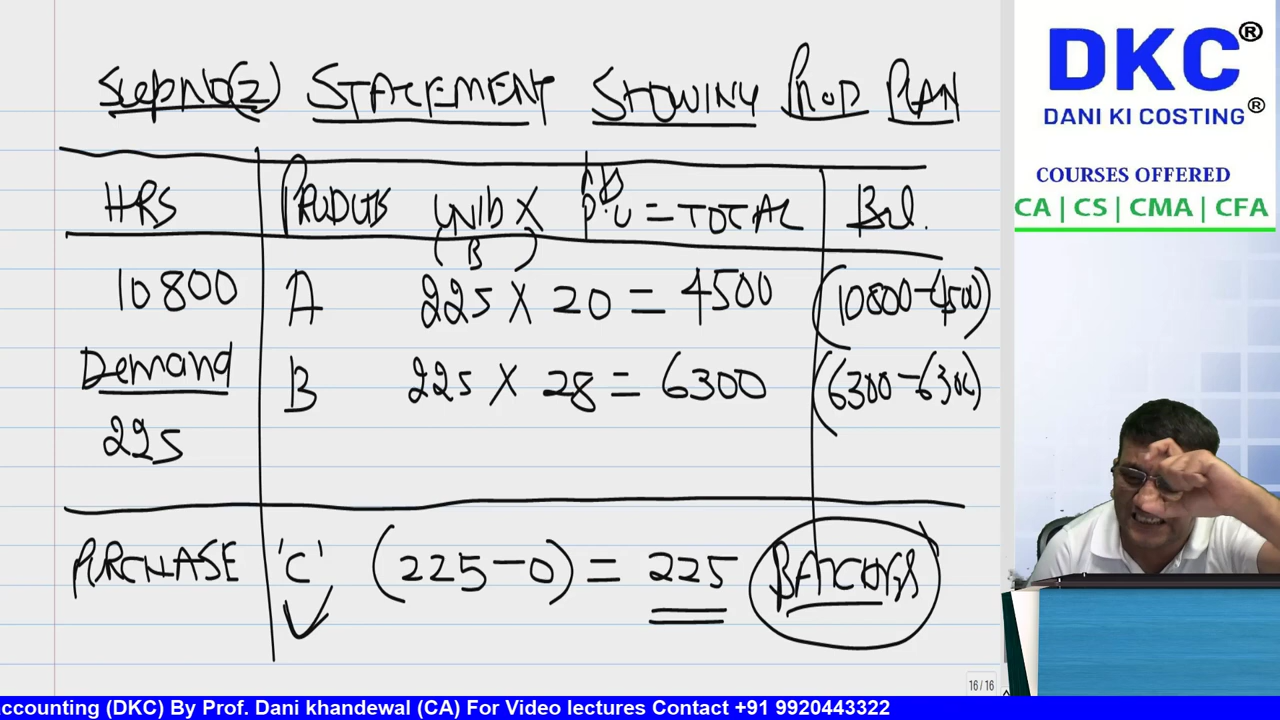 Stepno(2) STATEMENT SHOWING PROD PLAN
HRS PRODUCTS UNITS X HRS P.U = TOTAL Bal.
(B)
10800 A 225 X 20 = 4500 (10800-4500)
Demand B 225 X 28 = 6300 (6300-6300)
225
PURCHASE 'C' (225-0) = 225 BATCHES
16/16
DKC®
DANI KI COSTING®
COURSES OFFERED
CA | CS | CMA | CFA
ccounting (DKC) By Prof. Dani khandewal (CA) For Video lectures Contact +91 9920443322